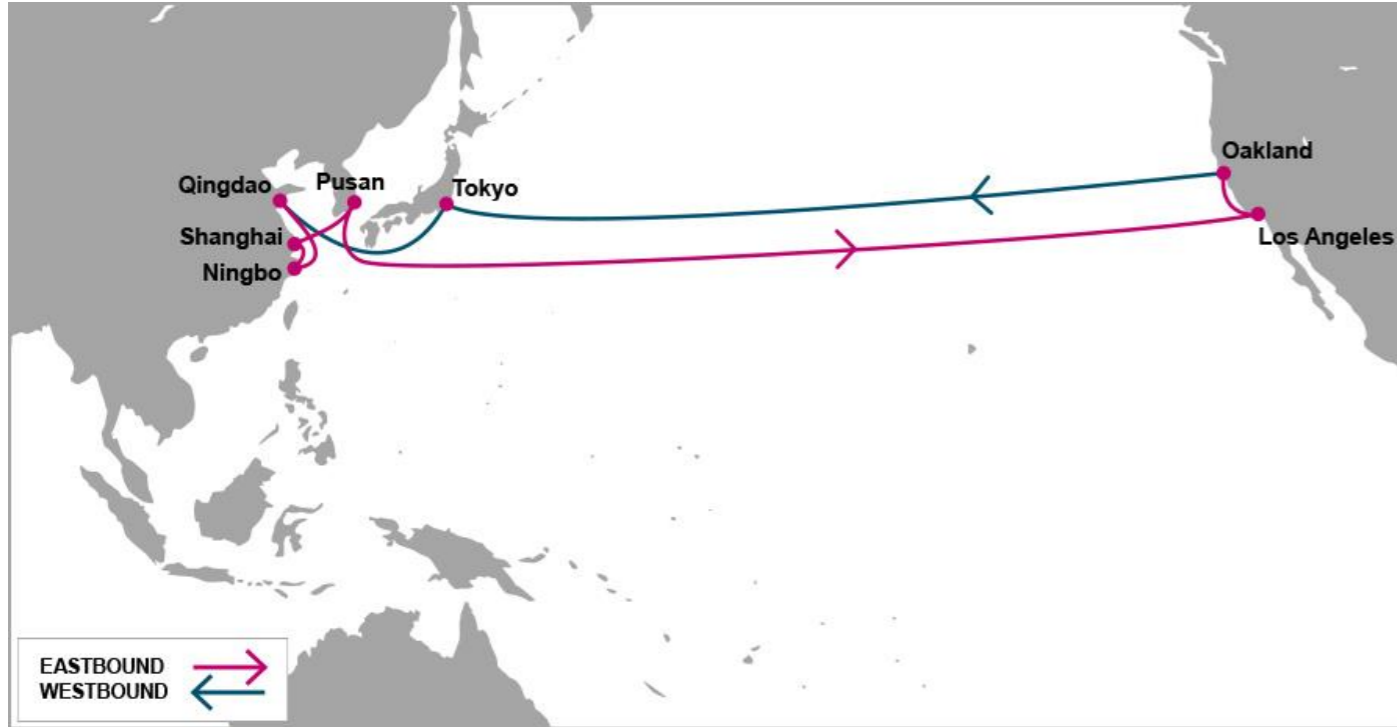 Oakland
Qingdao
Pusan
Tokyo
Shanghai
Los Angeles
Ningbo
EASTBOUND
WESTBOUND